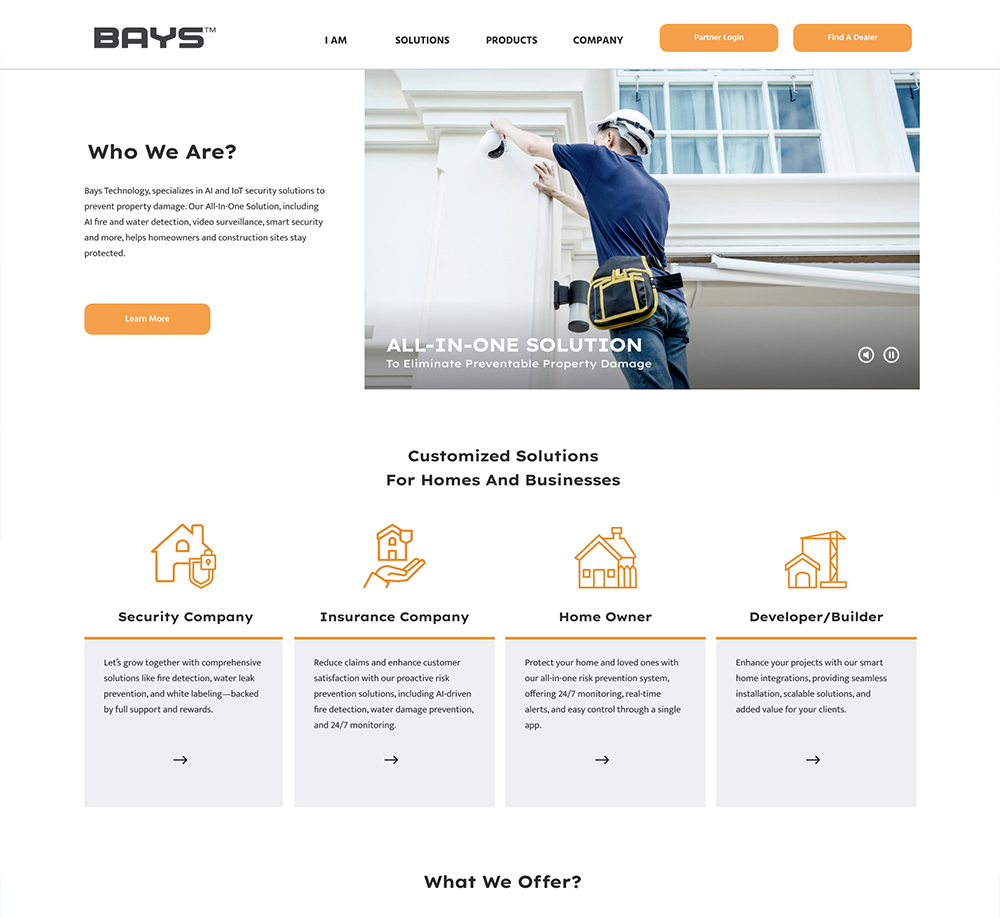 BAYS™
I AM
SOLUTIONS
PRODUCTS
COMPANY
Partner Login
Find A Dealer
Who We Are?
Bays Technology, specializes in AI and IoT security solutions to
prevent property damage. Our All-In-One Solution, including
AI fire and water detection, video surveillance, smart security
and more, helps homeowners and construction sites stay
protected.
Learn More
ALL-IN-ONE SOLUTION
To Eliminate Preventable Property Damage
Customized Solutions
For Homes And Businesses
Security Company
Let's grow together with comprehensive
solutions like fire detection, water leak
prevention, and white labeling—backed
by full support and rewards.
Insurance Company
Reduce claims and enhance customer
satisfaction with our proactive risk
prevention solutions, including AI-driven
fire detection, water damage prevention,
and 24/7 monitoring.
Home Owner
Protect your home and loved ones with
our all-in-one risk prevention system,
offering 24/7 monitoring, real-time
alerts, and easy control through a single
app.
Developer/Builder
Enhance your projects with our smart
home integrations, providing seamless
installation, scalable solutions, and
added value for your clients.
What We Offer?